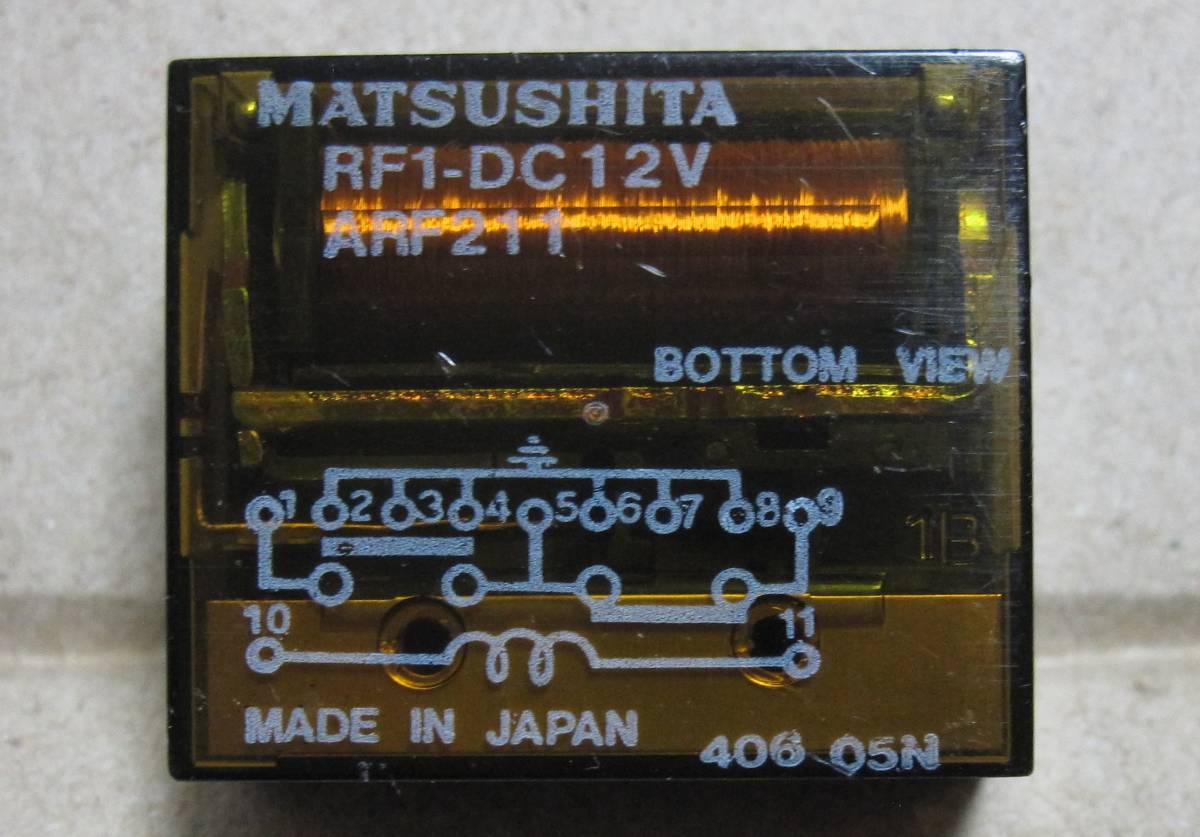 MATSUSHITA
RF1-DC12V
ARF211
BOTTOM VIEW
1 2 3 4 5 6 7 8 9
1B
10 11
MADE IN JAPAN
406 05N